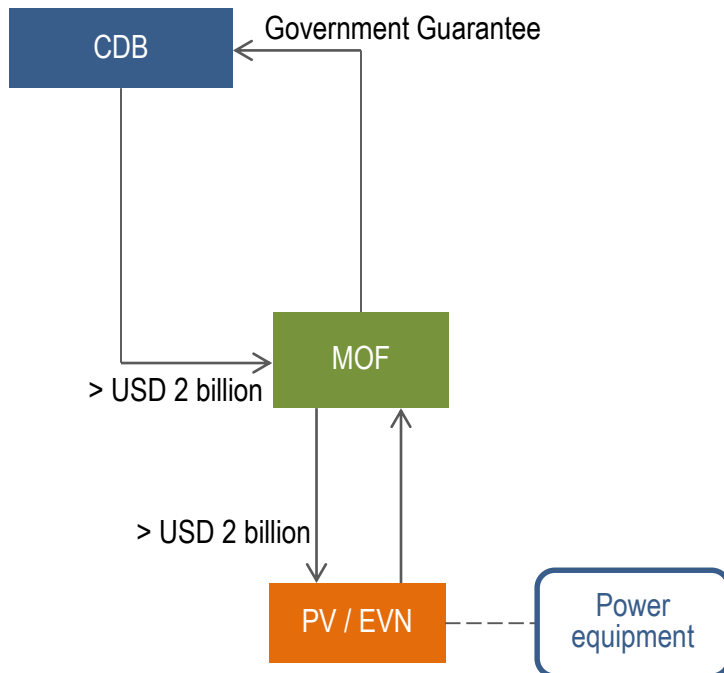 Government Guarantee
CDB
MOF
> USD 2 billion
> USD 2 billion
PV / EVN
Power
equipment